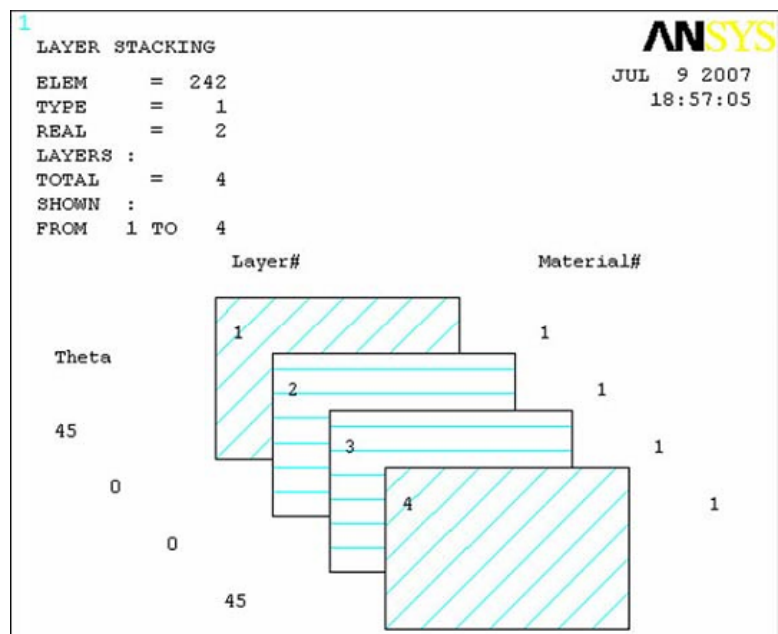 1
ANSYS
LAYER STACKING
JUL 9 2007
18:57:05
ELEM = 242
TYPE = 1
REAL = 2
LAYERS :
TOTAL = 4
SHOWN :
FROM 1 TO 4
Layer# Material#
1 1
Theta
2 1
45
3 1
0
4 1
0
45